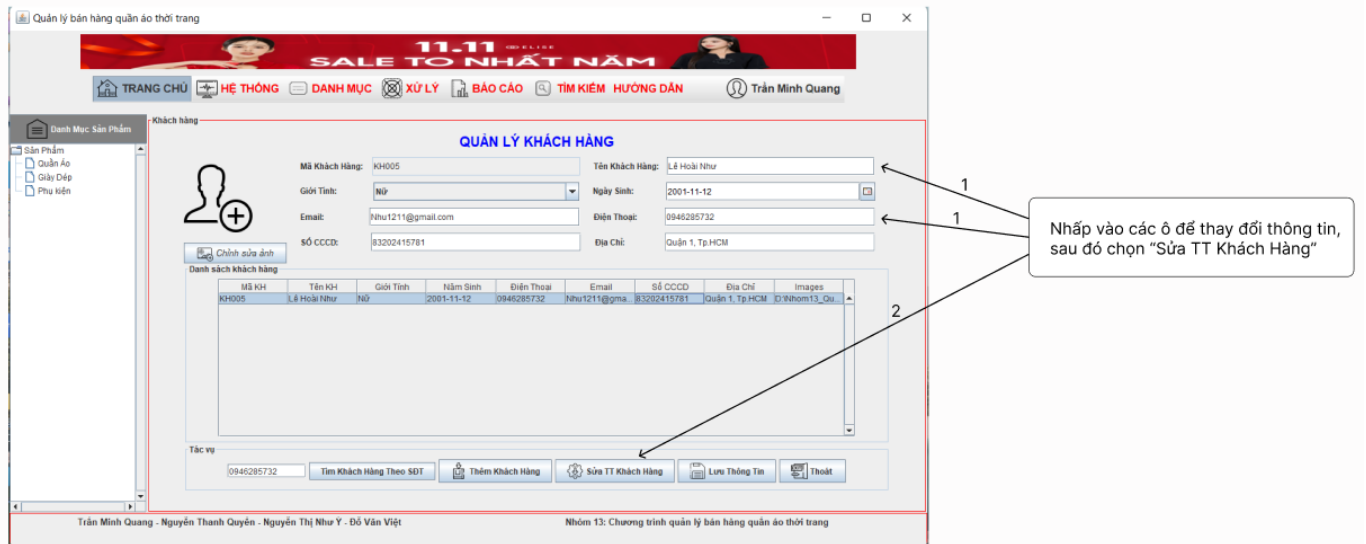 Quản lý bán hàng quần áo thời trang
11.11 ELISE
SALE TO NHẤT NĂM
TRANG CHỦ HỆ THỐNG DANH MỤC XỬ LÝ BÁO CÁO TÌM KIẾM HƯỚNG DẪN Trần Minh Quang
Danh Mục Sản Phẩm
Sản Phẩm
Quần Áo
Giày Dép
Phụ kiện
Khách hàng
QUẢN LÝ KHÁCH HÀNG
Mã Khách Hàng: KH005 Tên Khách Hàng: Lê Hoài Như
Giới Tính: Nữ Ngày Sinh: 2001-11-12
Email: Nhu1211@gmail.com Điện Thoại: 0946285732
SỐ CCCD: 83202415781 Địa Chỉ: Quận 1, Tp.HCM
Chỉnh sửa ảnh
Danh sách khách hàng
Mã KH Tên KH Giới Tính Năm Sinh Điện Thoại Email Số CCCD Địa Chỉ Images
KH005 Lê Hoài Như Nữ 2001-11-12 0946285732 Nhu1211@gma... 83202415781 Quận 1, Tp.HCM D:\Nhom13_Qu...
Tác vụ
0946285732 Tìm Khách Hàng Theo SĐT Thêm Khách Hàng Sửa TT Khách Hàng Lưu Thông Tin Thoát
Trần Minh Quang - Nguyễn Thanh Quyền - Nguyễn Thị Như Ý - Đỗ Văn Việt Nhóm 13: Chương trình quản lý bán hàng quần áo thời trang
1
1
2
Nhấp vào các ô để thay đổi thông tin,
sau đó chọn “Sửa TT Khách Hàng”